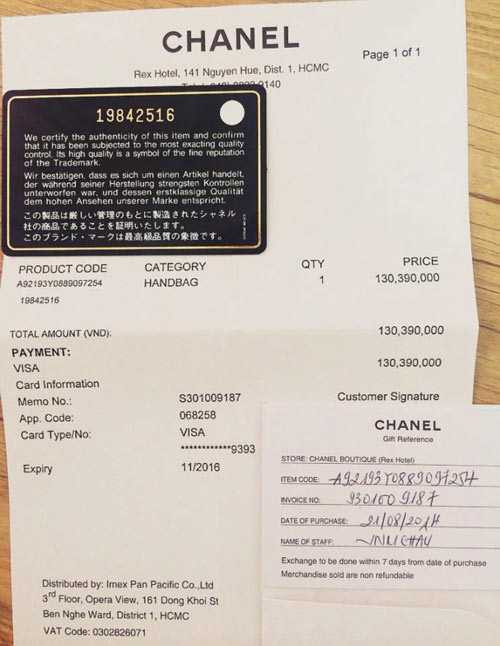 CHANEL
Page 1 of 1
Rex Hotel, 141 Nguyen Hue, Dist. 1, HCMC
19842516
We certify the authenticity of this item and confirm
that it has been subjected to the most exacting quality
control. Its high quality is a symbol of the fine reputation
of the Trademark.
Wir bestätigen, dass es sich um einen Artikel handelt,
der während seiner Herstellung strengsten Kontrollen
unterworfen war, und dessen erstklassige Qualität
dem hohen Ansehen unserer Marke entspricht.
この製品は厳しい管理のもとに製造されたシャネル
社の商品であることを証明いたします。
このブランド・マークは最高級品質の象徴です。
PRODUCT CODE CATEGORY QTY PRICE
A92193Y0889097254 HANDBAG 1 130,390,000
19842516
TOTAL AMOUNT (VND): 130,390,000
PAYMENT:
VISA 130,390,000
Card Information
Memo No.: S301009187 Customer Signature
App. Code: 068258
Card Type/No: VISA
************9393
Expiry 11/2016
CHANEL
Gift Reference
STORE: CHANEL BOUTIQUE (Rex Hotel)
ITEM CODE: A92193Y0889097254
INVOICE NO: 9301009187
DATE OF PURCHASE: 21/08/2014
NAME OF STAFF:
Exchange to be done within 7 days from date of purchase
Merchandise sold are non refundable
Distributed by: Imex Pan Pacific Co.,Ltd
3rd Floor, Opera View, 161 Dong Khoi St
Ben Nghe Ward, District 1, HCMC
VAT Code: 0302826071